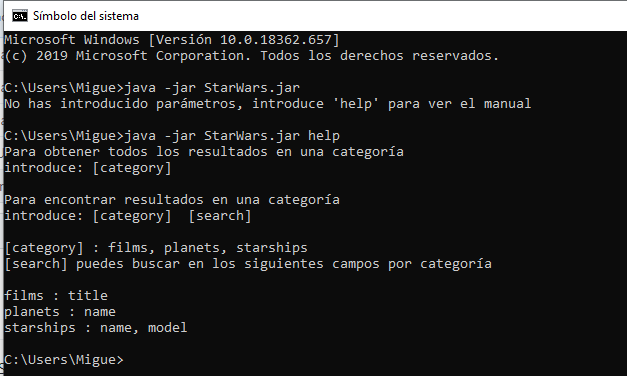 Símbolo del sistema
Microsoft Windows [Versión 10.0.18362.657]
(c) 2019 Microsoft Corporation. Todos los derechos reservados.
C:\Users\Migue>java -jar StarWars.jar
No has introducido parámetros, introduce 'help' para ver el manual
C:\Users\Migue>java -jar StarWars.jar help
Para obtener todos los resultados en una categoría
introduce: [category]
Para encontrar resultados en una categoría
introduce: [category]  [search]
[category] : films, planets, starships
[search] puedes buscar en los siguientes campos por categoría
films : title
planets : name
starships : name, model
C:\Users\Migue>